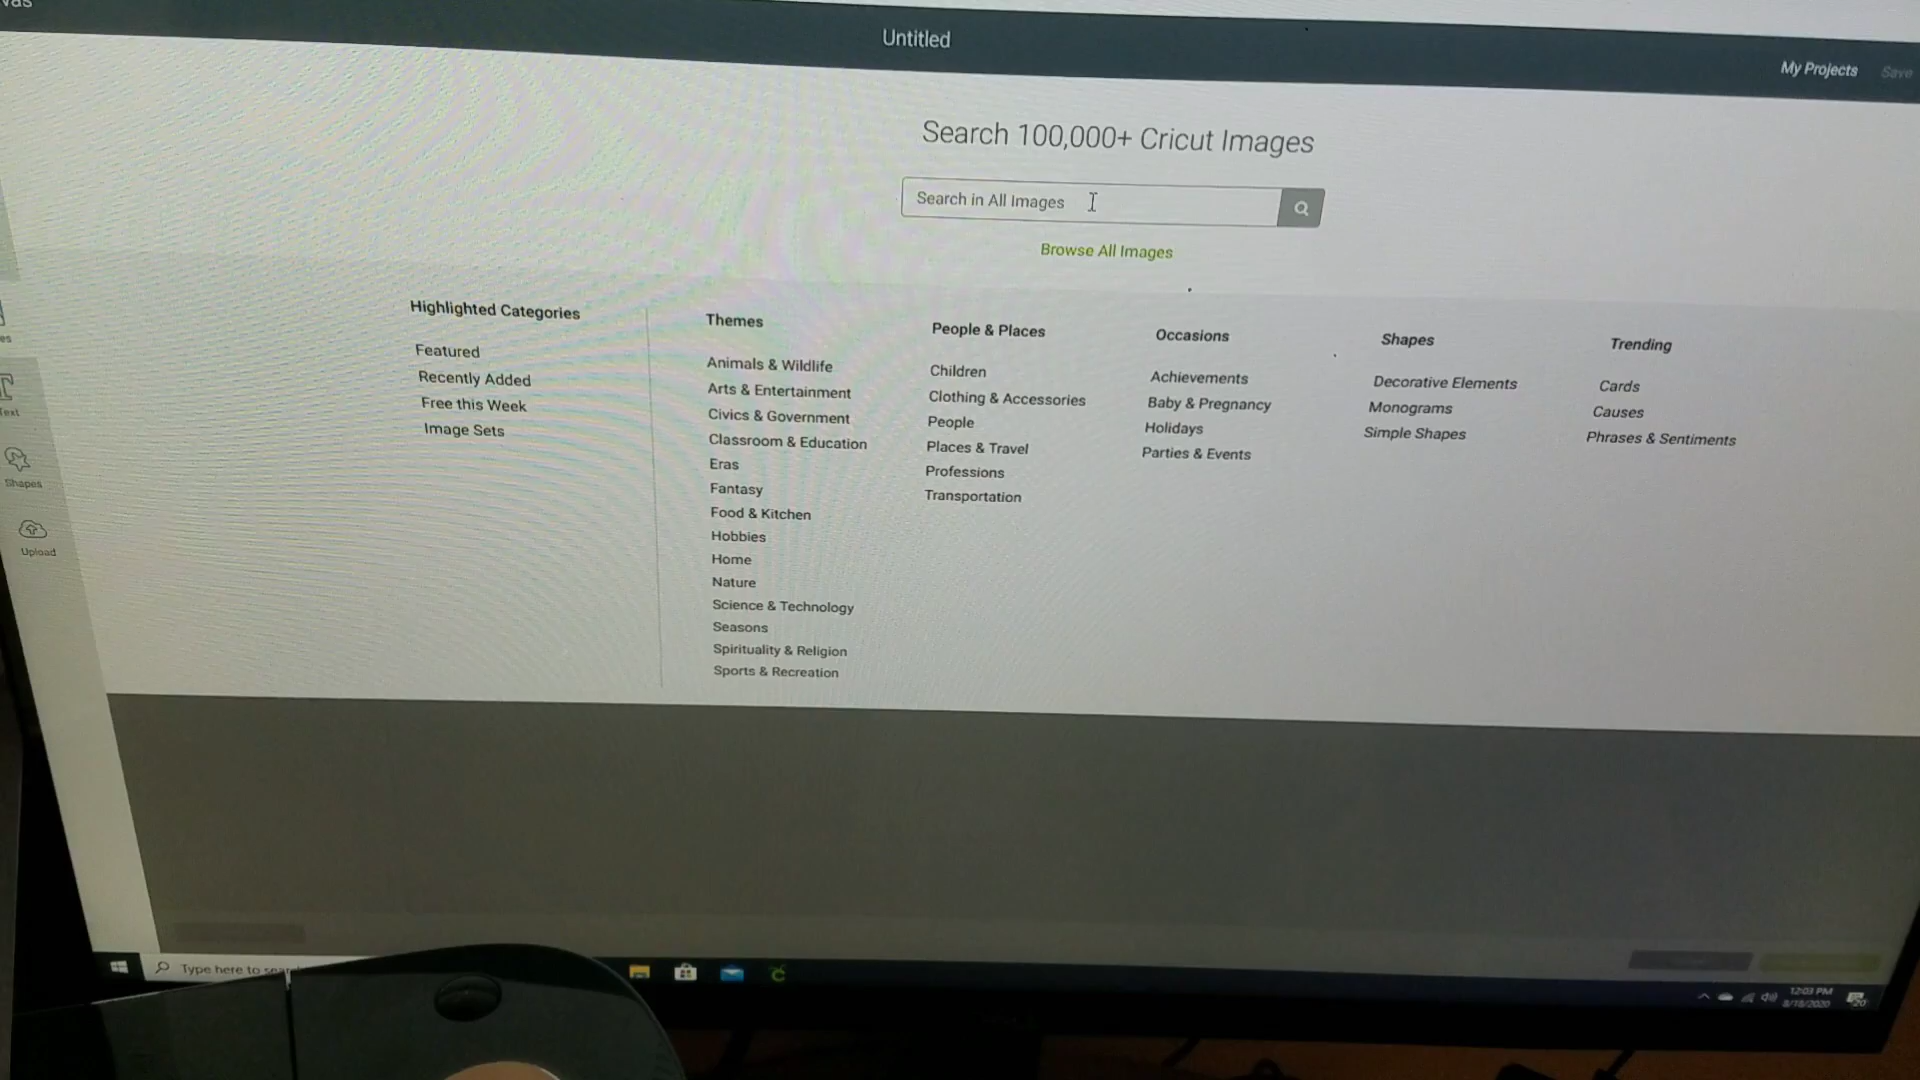 Untitled
My Projects
Save
Search 100,000+ Cricut Images
Search in All Images
Browse All Images
Highlighted Categories
Featured
Recently Added
Free this Week
Image Sets
Themes
Animals & Wildlife
Arts & Entertainment
Civics & Government
Classroom & Education
Eras
Fantasy
Food & Kitchen
Hobbies
Home
Nature
Science & Technology
Seasons
Spirituality & Religion
Sports & Recreation
People & Places
Children
Clothing & Accessories
People
Places & Travel
Professions
Transportation
Occasions
Achievements
Baby & Pregnancy
Holidays
Parties & Events
Shapes
Decorative Elements
Monograms
Simple Shapes
Trending
Cards
Causes
Phrases & Sentiments
Text
Shapes
Upload
Type here to
12:03 PM